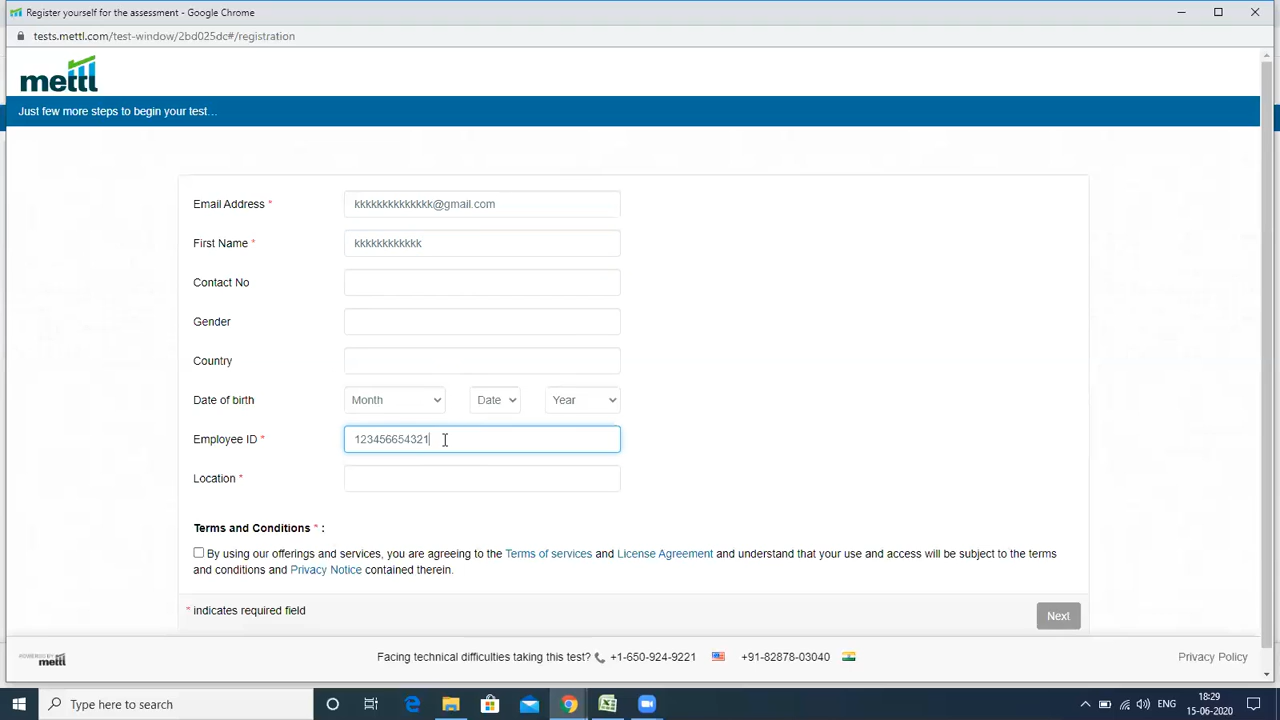 Register yourself for the assessment - Google Chrome
tests.mettl.com/test-window/2bd025dc#/registration
mettl
Just few more steps to begin your test...
Email Address * kkkkkkkkkkkkkk@gmail.com
First Name * kkkkkkkkkkkk
Contact No
Gender
Country
Date of birth Month Date Year
Employee ID * 123456654321
Location *
Terms and Conditions * :
By using our offerings and services, you are agreeing to the Terms of services and License Agreement and understand that your use and access will be subject to the terms
and conditions and Privacy Notice contained therein.
* indicates required field
Next
POWERED BY mettl Facing technical difficulties taking this test? +1-650-924-9221 +91-82878-03040 Privacy Policy
Type here to search
ENG
18:29
15-06-2020